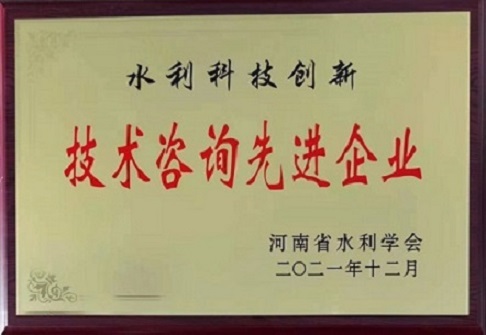 水利科技创新
技术咨询先进企业
河南省水利学会
二〇二一年十二月